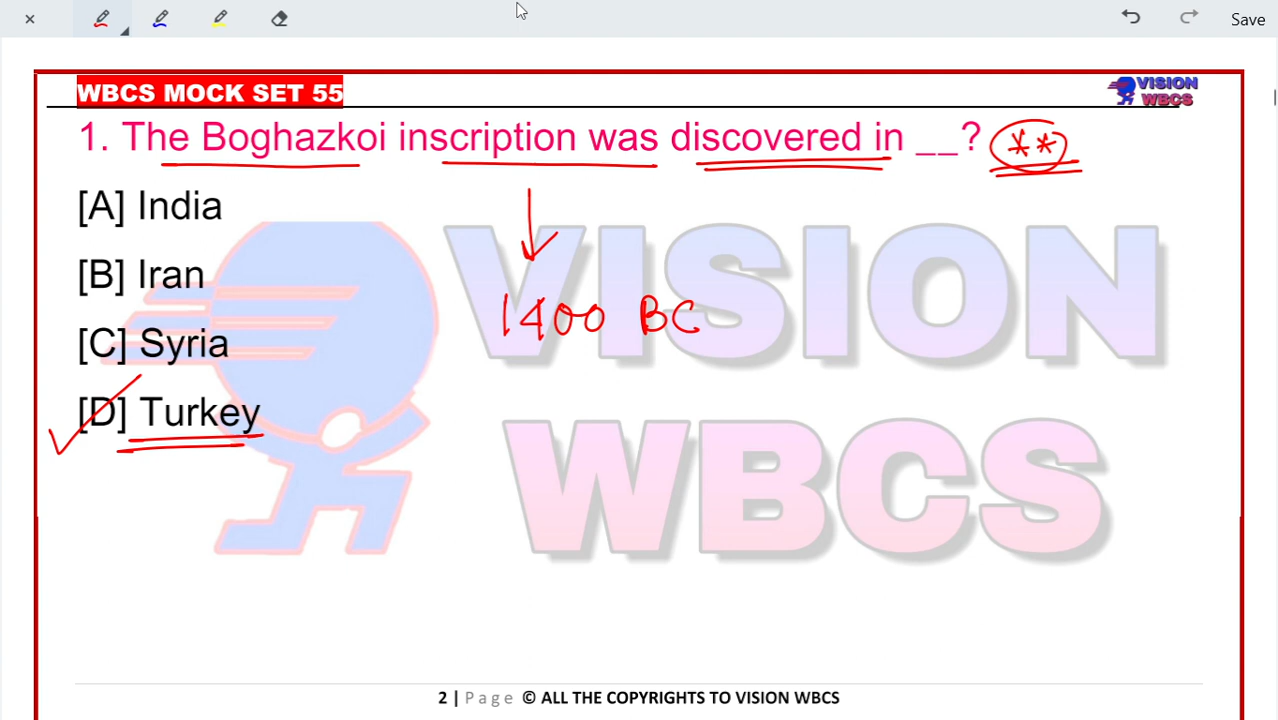 Save
WBCS MOCK SET 55
VISION
WBCS
1. The Boghazkoi inscription was discovered in __? **
[A] India
[B] Iran
[C] Syria
[D] Turkey
1400 BC
VISION
WBCS
2 | Page © ALL THE COPYRIGHTS TO VISION WBCS